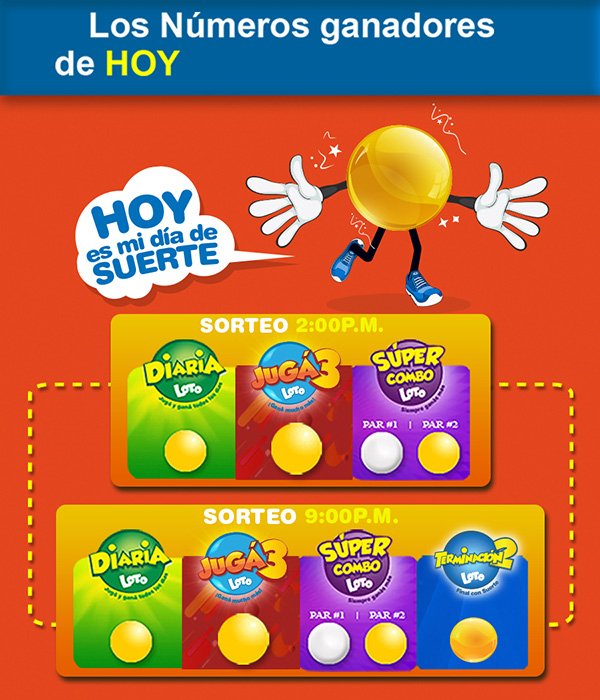 Los Números ganadores
de HOY
HOY
es mi día de
SUERTE
SORTEO 2:00P.M.
DiARiA
LOTO
Jugá y ganá todos los días
JUGÁ 3
LOTO
¡Ganá mucho más!
SÚPER
COMBO
LOTO
Siempre ganás más
PAR #1 | PAR #2
SORTEO 9:00P.M.
DiARiA
LOTO
Jugá y ganá todos los días
JUGÁ 3
LOTO
¡Ganá mucho más!
SÚPER
COMBO
LOTO
Siempre ganás más
PAR #1 | PAR #2
TERMINACIÓN 2
LOTO
Final con Suerte